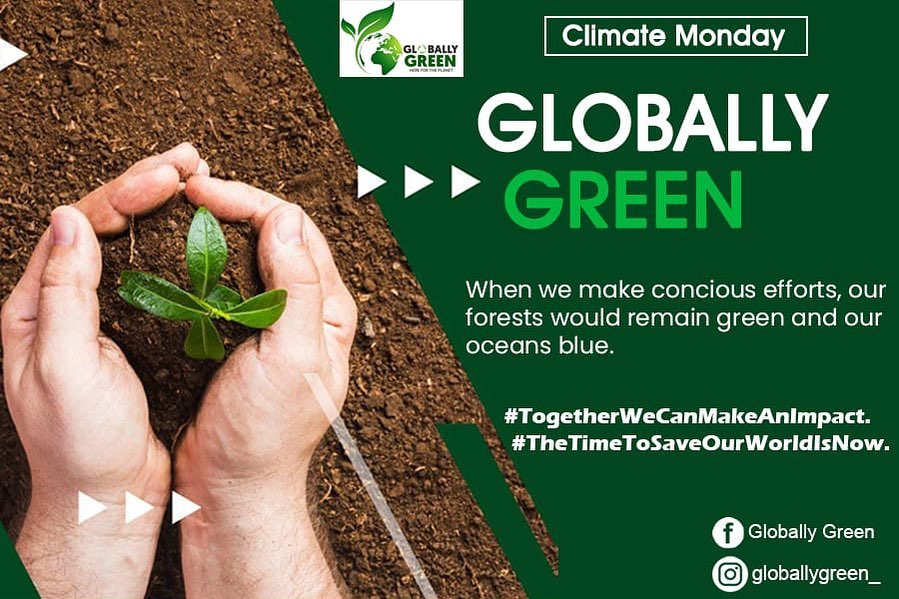 GLOBALLY
GREEN
HERE FOR THE PLANET
Climate Monday
GLOBALLY
GREEN
When we make concious efforts, our
forests would remain green and our
oceans blue.
#TogetherWeCanMakeAnImpact.
#TheTimeToSaveOurWorldIsNow.
Globally Green
globallygreen_